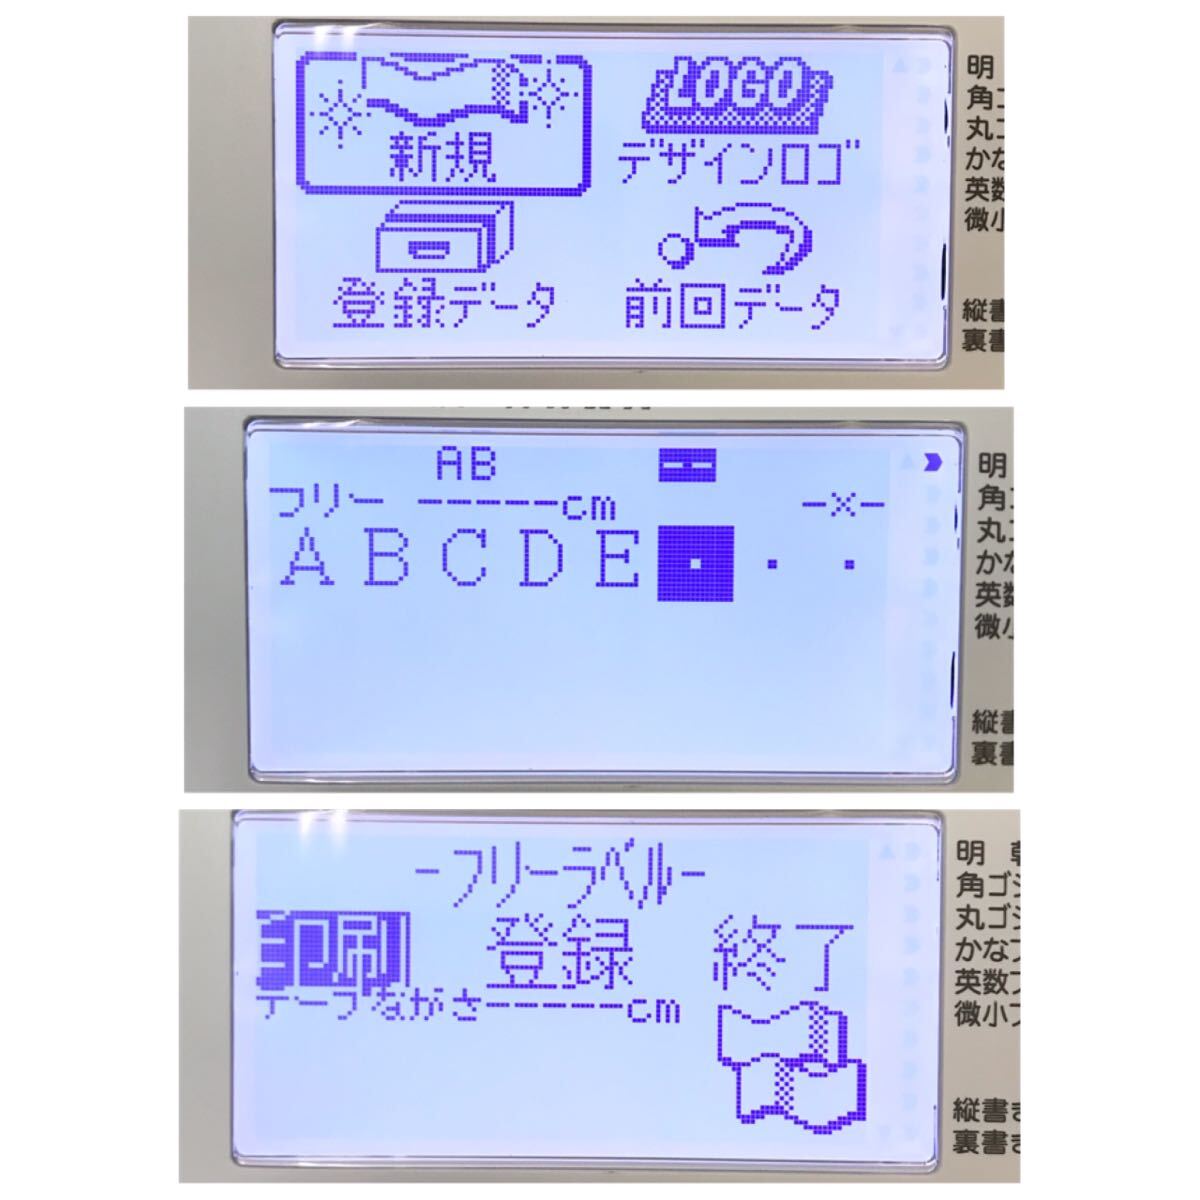 新規
LOGO
デザインロゴ
登録データ
前回データ
明
角ゴ
丸ゴ
かな
英数
微小
縦書
裏書
AB
フリー -----cm
-×-
A B C D E
明
角ゴ
丸ゴ
かな
英数
微小
縦書
裏書
-フリーラベル-
印刷 登録 終了
テープながさ-----cm
明 朝
角ゴシ
丸ゴシ
かなフ
英数フ
微小フ
縦書き
裏書き